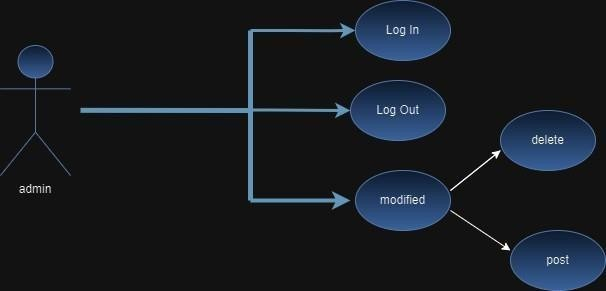 Log In
Log Out
delete
admin
modified
post